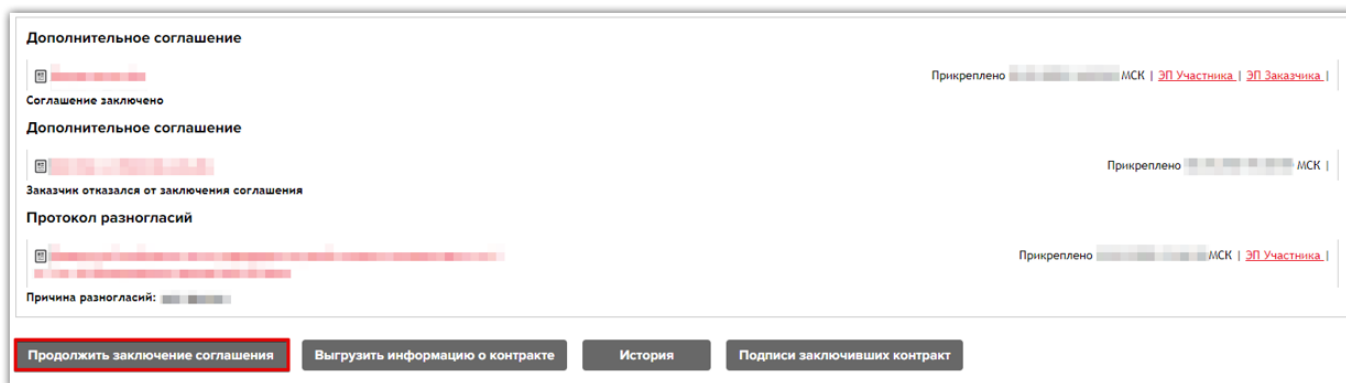 Дополнительное соглашение
Прикреплено МСК | ЭП Участника | ЭП Заказчика |
Соглашение заключено
Дополнительное соглашение
Прикреплено МСК |
Заказчик отказался от заключения соглашения
Протокол разногласий
Прикреплено МСК | ЭП Участника |
Причина разногласий:
Продолжить заключение соглашения Выгрузить информацию о контракте История Подписи заключивших контракт